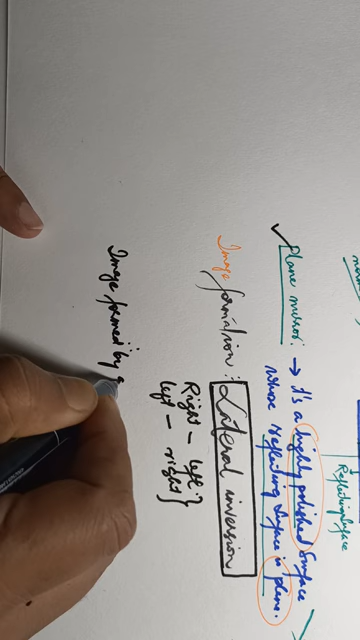 Plane mirror: → it's a highly polished surface
whose reflecting surface is plane.
Reflecting surface
Image formation: Lateral inversion
Right - left
left - right
Image formed by a